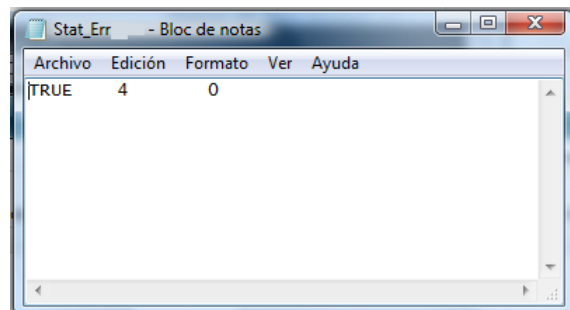 Stat_Err - Bloc de notas
Archivo Edición Formato Ver Ayuda
TRUE 4 0